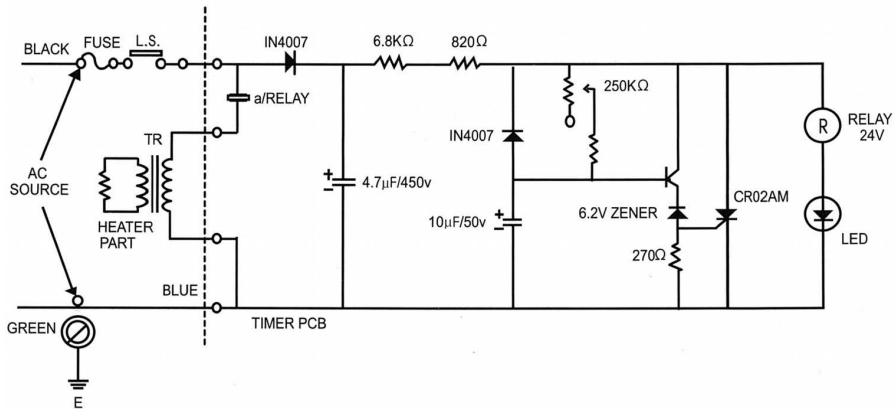 BLACK
FUSE
L.S.
IN4007
6.8KΩ
820Ω
a/RELAY
250KΩ
IN4007
RELAY
24V
R
TR
AC
SOURCE
HEATER
PART
+
-
4.7μF/450v
+
-
10μF/50v
6.2V ZENER
CR02AM
LED
270Ω
BLUE
GREEN
TIMER PCB
E